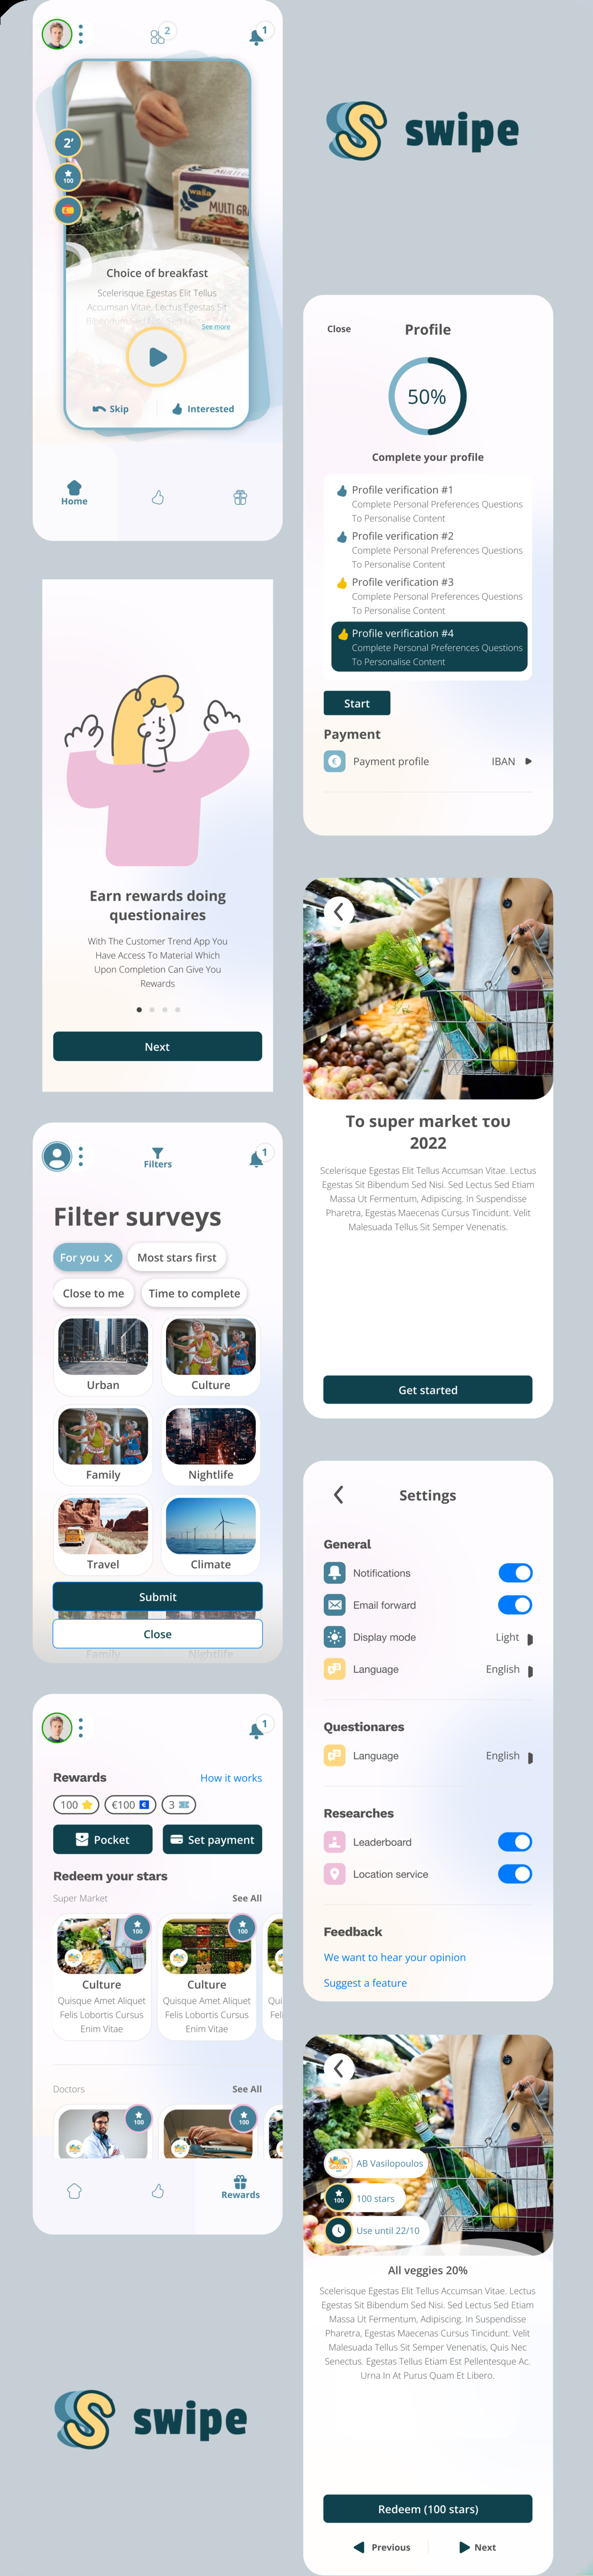 2
1
2'
100
wasa
MULTI GR
Choice of breakfast
Scelerisque Egestas Elit Tellus
Accumsan Vitae. Lectus Egestas Sit
See more
Skip
Interested
Home
swipe
Close
Profile
50%
Complete your profile
Profile verification #1
Complete Personal Preferences Questions
To Personalise Content
Profile verification #2
Complete Personal Preferences Questions
To Personalise Content
Profile verification #3
Complete Personal Preferences Questions
To Personalise Content
Profile verification #4
Complete Personal Preferences Questions
To Personalise Content
Start
Payment
Payment profile
IBAN
Earn rewards doing
questionaires
With The Customer Trend App You
Have Access To Material Which
Upon Completion Can Give You
Rewards
Next
Το super market του
2022
Scelerisque Egestas Elit Tellus Accumsan Vitae. Lectus
Egestas Sit Bibendum Sed Nisi. Sed Lectus Sed Etiam
Massa Ut Fermentum, Adipiscing. In Suspendisse
Pharetra, Egestas Maecenas Cursus Tincidunt. Velit
Malesuada Tellus Sit Semper Venenatis.
Get started
Filters
1
Filter surveys
For you
Most stars first
Close to me
Time to complete
Urban
Culture
Family
Nightlife
Travel
Climate
Submit
Close
Family
Nightlife
Settings
General
Notifications
Email forward
Display mode
Light
Language
English
Questionares
Language
English
Researches
Leaderboard
Location service
Feedback
We want to hear your opinion
Suggest a feature
1
Rewards
How it works
100
€100
3
Pocket
Set payment
Redeem your stars
Super Market
See All
100
100
Culture
Culture
Quisque Amet Aliquet
Felis Lobortis Cursus
Enim Vitae
Quisque Amet Aliquet
Felis Lobortis Cursus
Enim Vitae
Qui
Feli
Doctors
See All
100
100
Rewards
AB Vasilopoulos
100
100 stars
Use until 22/10
All veggies 20%
Scelerisque Egestas Elit Tellus Accumsan Vitae. Lectus
Egestas Sit Bibendum Sed Nisi. Sed Lectus Sed Etiam
Massa Ut Fermentum, Adipiscing. In Suspendisse
Pharetra, Egestas Maecenas Cursus Tincidunt. Velit
Malesuada Tellus Sit Semper Venenatis, Quis Nec
Senectus. Egestas Tellus Etiam Est Pellentesque Ac.
Urna In At Purus Quam Et Libero.
Redeem (100 stars)
Previous
Next
swipe